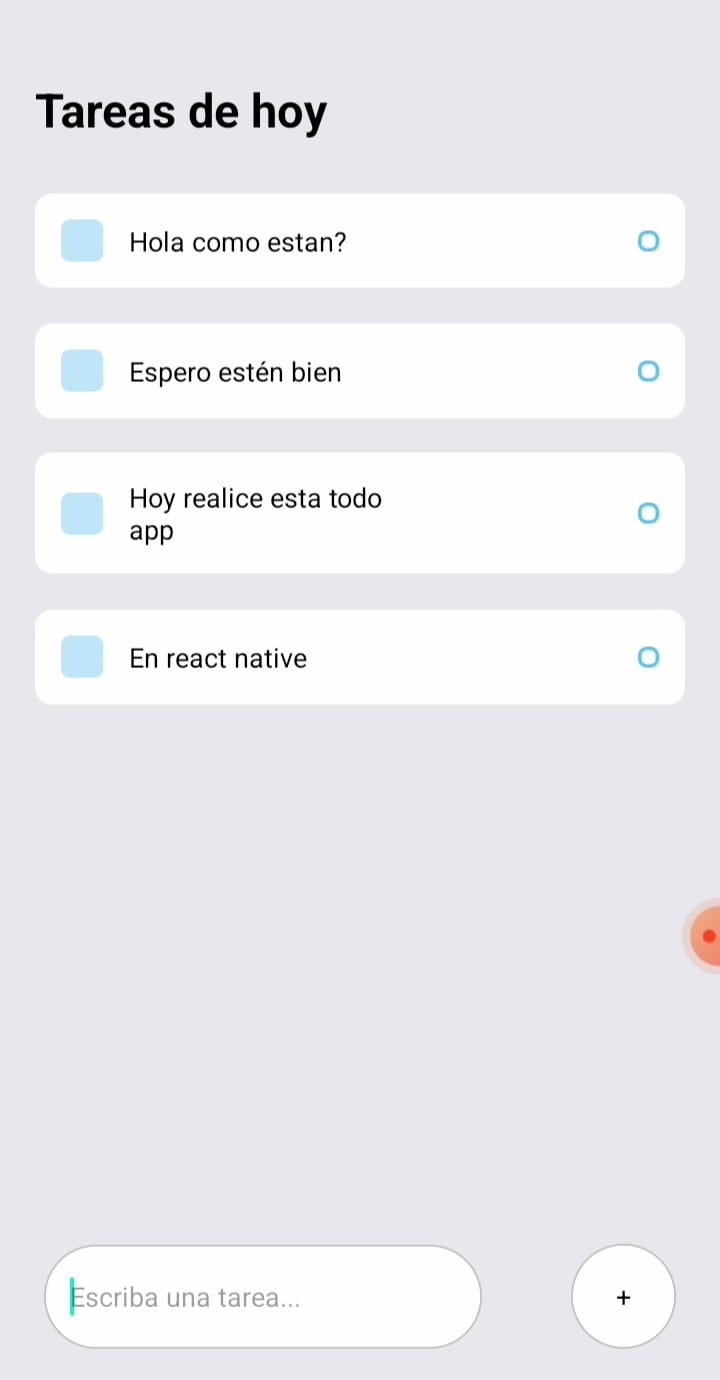 Tareas de hoy
Hola como estan?
Espero estén bien
Hoy realice esta todo
app
En react native
Escriba una tarea...
+